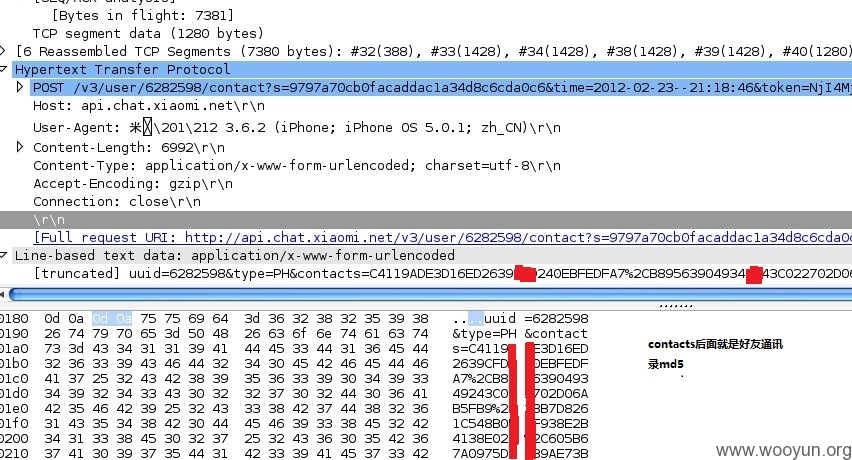 [SEQ/ACK analysis]
[Bytes in flight: 7381]
TCP segment data (1280 bytes)
[6 Reassembled TCP Segments (7380 bytes): #32(388), #33(1428), #34(1428), #38(1428), #39(1428), #40(1280)
Hypertext Transfer Protocol
POST /v3/user/6282598/contact?s=9797a70cb0facaddac1a34d8c6cda0c6&time=2012-02-23--21:18:46&token=NjI4M
Host: api.chat.xiaomi.net\r\n
User-Agent: 米\201\212 3.6.2 (iPhone; iPhone OS 5.0.1; zh_CN)\r\n
Content-Length: 6992\r\n
Content-Type: application/x-www-form-urlencoded; charset=utf-8\r\n
Accept-Encoding: gzip\r\n
Connection: close\r\n
\r\n
[Full request URI: http://api.chat.xiaomi.net/v3/user/6282598/contact?s=9797a70cb0facaddac1a34d8c6cda0
Line-based text data: application/x-www-form-urlencoded
[truncated] uuid=6282598&type=PH&contacts=C4119ADE3D16ED2639 240EBFEDFA7%2CB89563904934 43C022702D06
0180 0d 0a 0d 0a 75 75 69 64 3d 36 32 38 32 35 39 38 ....uuid =6282598
0190 26 74 79 70 65 3d 50 48 26 63 6f 6e 74 61 63 74 &type=PH &contact
01a0 73 3d 43 34 31 31 39 41 44 45 33 44 31 36 45 44 s=C4119 E3D16ED
01b0 32 36 33 39 43 46 44 32 34 30 45 42 46 45 44 46 2639CFD 0EBFEDF
01c0 41 37 25 32 43 42 38 39 35 36 33 39 30 34 39 33 A7%2CB8 6390493
01d0 34 39 32 34 33 43 30 32 32 37 30 32 44 30 36 41 49243C0 702D06A
01e0 42 35 46 42 39 25 32 43 33 38 42 37 44 38 32 36 B5FB9%2 8B7D826
01f0 31 43 35 34 38 42 30 44 46 46 39 33 38 45 32 42 1C548B0 F938E2B
0200 34 31 33 38 45 30 32 37 25 32 43 36 30 35 42 36 4138E02 2C605B6
0210 37 41 30 39 37 35 44 31 42 33 39 41 45 37 33 42 7A0975D 39AE73B
contacts后面就是好友通讯
录md5
www.wooyun.org